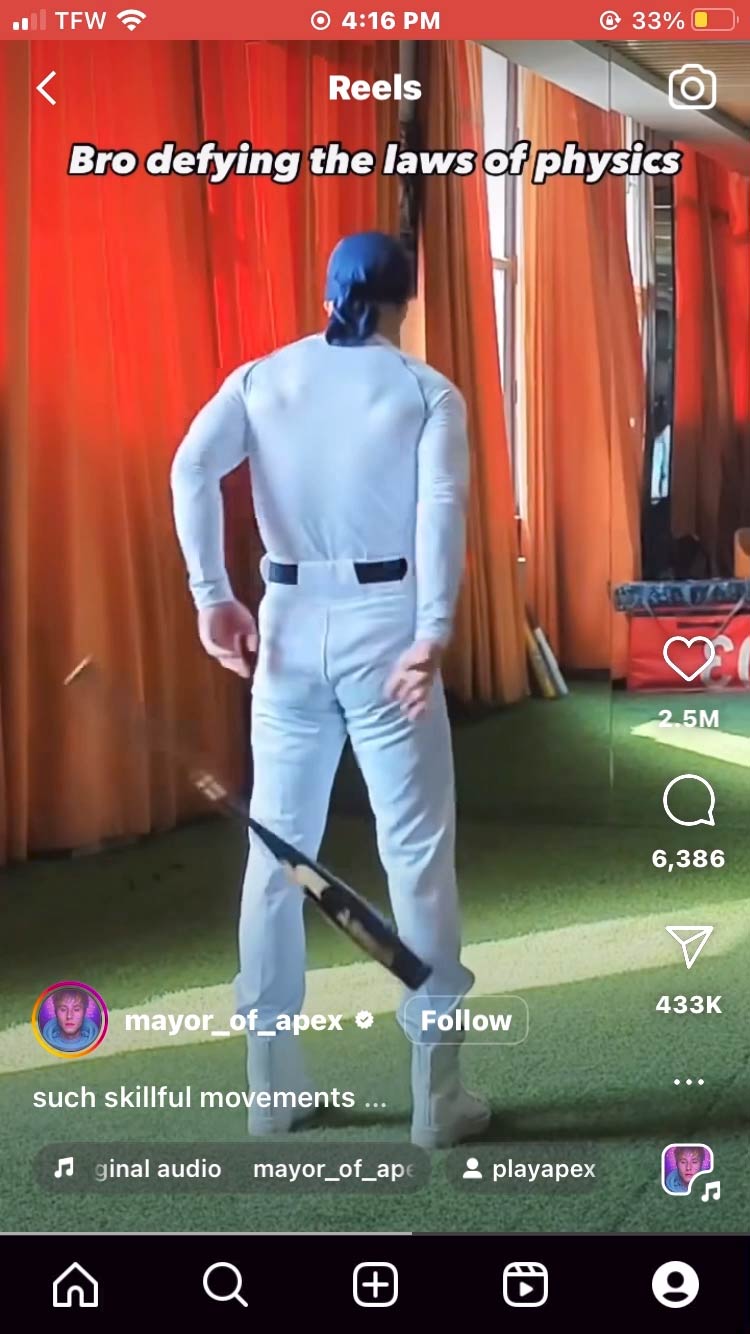 TFW 4:16 PM 33%
Reels
Bro defying the laws of physics
2.5M
6,386
433K
mayor_of_apex Follow
such skillful movements ...
ginal audio mayor_of_ape playapex